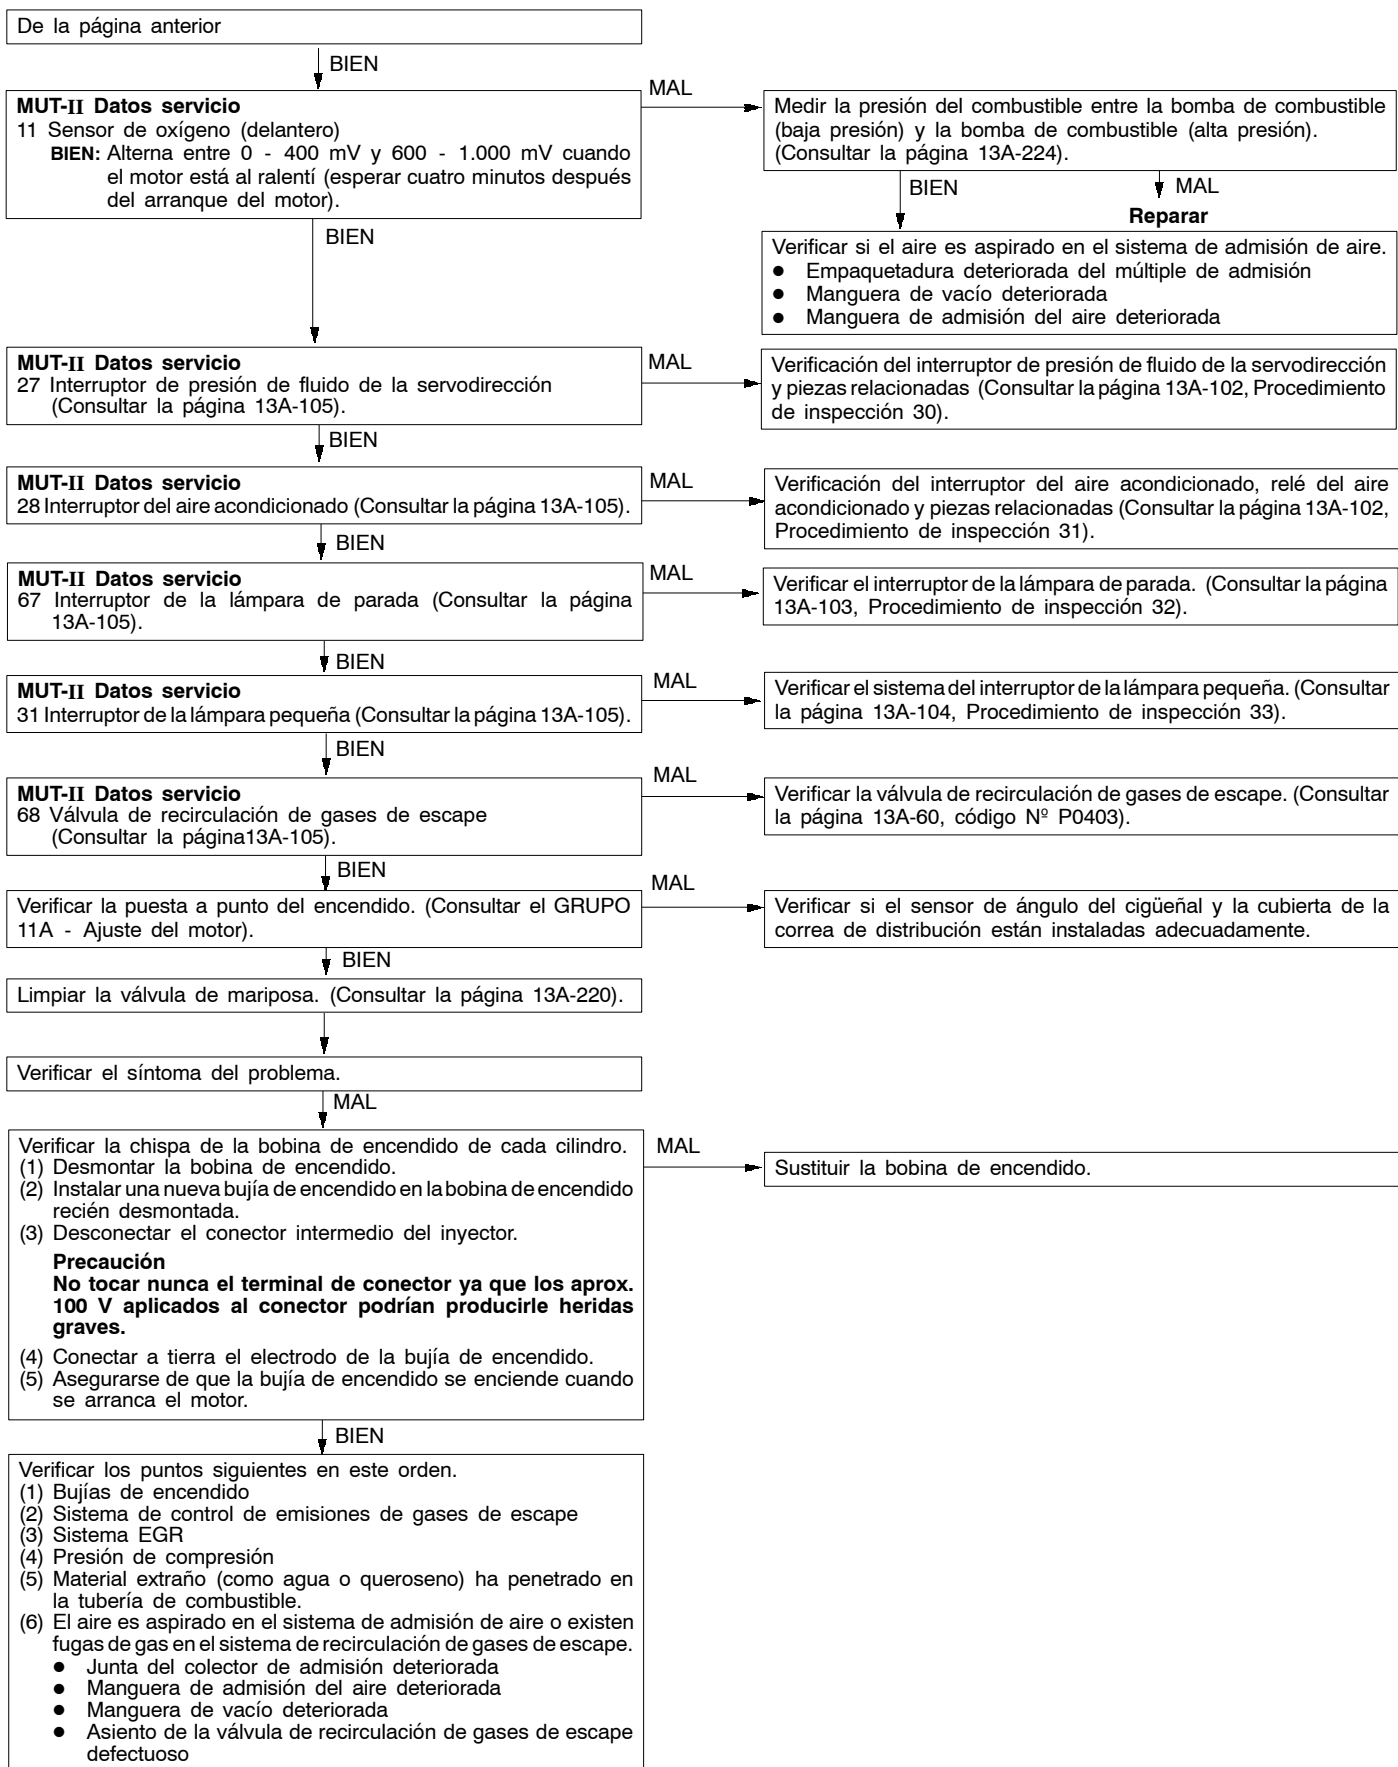 De la página anterior
BIEN
MUT-II Datos servicio
11 Sensor de oxígeno (delantero)
BIEN: Alterna entre 0 - 400 mV y 600 - 1.000 mV cuando
el motor está al ralentí (esperar cuatro minutos después
del arranque del motor).
MAL
Medir la presión del combustible entre la bomba de combustible
(baja presión) y la bomba de combustible (alta presión).
(Consultar la página 13A-224).
BIEN
MAL
Reparar
Verificar si el aire es aspirado en el sistema de admisión de aire.
● Empaquetadura deteriorada del múltiple de admisión
● Manguera de vacío deteriorada
● Manguera de admisión del aire deteriorada
BIEN
MUT-II Datos servicio
27 Interruptor de presión de fluido de la servodirección
(Consultar la página 13A-105).
MAL
Verificación del interruptor de presión de fluido de la servodirección
y piezas relacionadas (Consultar la página 13A-102, Procedimiento
de inspección 30).
BIEN
MUT-II Datos servicio
28 Interruptor del aire acondicionado (Consultar la página 13A-105).
MAL
Verificación del interruptor del aire acondicionado, relé del aire
acondicionado y piezas relacionadas (Consultar la página 13A-102,
Procedimiento de inspección 31).
BIEN
MUT-II Datos servicio
67 Interruptor de la lámpara de parada (Consultar la página
13A-105).
MAL
Verificar el interruptor de la lámpara de parada. (Consultar la página
13A-103, Procedimiento de inspección 32).
BIEN
MUT-II Datos servicio
31 Interruptor de la lámpara pequeña (Consultar la página 13A-105).
MAL
Verificar el sistema del interruptor de la lámpara pequeña. (Consultar
la página 13A-104, Procedimiento de inspección 33).
BIEN
MUT-II Datos servicio
68 Válvula de recirculación de gases de escape
(Consultar la página13A-105).
MAL
Verificar la válvula de recirculación de gases de escape. (Consultar
la página 13A-60, código Nº P0403).
BIEN
Verificar la puesta a punto del encendido. (Consultar el GRUPO
11A - Ajuste del motor).
MAL
Verificar si el sensor de ángulo del cigüeñal y la cubierta de la
correa de distribución están instaladas adecuadamente.
BIEN
Limpiar la válvula de mariposa. (Consultar la página 13A-220).
Verificar el síntoma del problema.
MAL
Verificar la chispa de la bobina de encendido de cada cilindro.
(1) Desmontar la bobina de encendido.
(2) Instalar una nueva bujía de encendido en la bobina de encendido
recién desmontada.
(3) Desconectar el conector intermedio del inyector.
Precaución
No tocar nunca el terminal de conector ya que los aprox.
100 V aplicados al conector podrían producirle heridas
graves.
(4) Conectar a tierra el electrodo de la bujía de encendido.
(5) Asegurarse de que la bujía de encendido se enciende cuando
se arranca el motor.
MAL
Sustituir la bobina de encendido.
BIEN
Verificar los puntos siguientes en este orden.
(1) Bujías de encendido
(2) Sistema de control de emisiones de gases de escape
(3) Sistema EGR
(4) Presión de compresión
(5) Material extraño (como agua o queroseno) ha penetrado en
la tubería de combustible.
(6) El aire es aspirado en el sistema de admisión de aire o existen
fugas de gas en el sistema de recirculación de gases de escape.
● Junta del colector de admisión deteriorada
● Manguera de admisión del aire deteriorada
● Manguera de vacío deteriorada
● Asiento de la válvula de recirculación de gases de escape
defectuoso